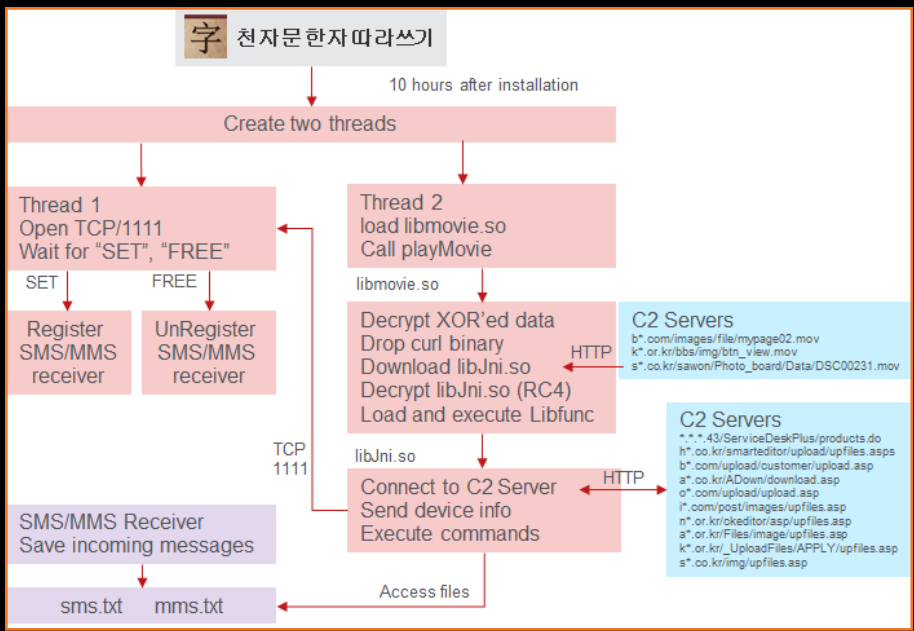 字 천자문 한자 따라쓰기
10 hours after installation
Create two threads
Thread 1
Open TCP/1111
Wait for “SET”, “FREE”
Thread 2
load libmovie.so
Call playMovie
SET
FREE
libmovie.so
Register
SMS/MMS
receiver
UnRegister
SMS/MMS
receiver
Decrypt XOR’ed data
Drop curl binary
Download libJni.so
Decrypt libJni.so (RC4)
Load and execute Libfunc
HTTP
C2 Servers
b*.com/images/file/mypage02.mov
k*.or.kr/bbs/img/btn_view.mov
s*.co.kr/sawon/Photo_board/Data/DSC00231.mov
TCP
1111
libJni.so
Connect to C2 Server
Send device info
Execute commands
HTTP
C2 Servers
*.*.*.43/ServiceDeskPlus/products.do
h*.co.kr/smarteditor/upload/upfiles.asps
b*.com/upload/customer/upload.asp
a*.co.kr/ADown/download.asp
o*.com/upload/upload.asp
i*.com/post/images/upfiles.asp
n*.or.kr/ckeditor/asp/upfiles.asp
a*.or.kr/Files/image/upfiles.asp
k*.or.kr/_UploadFiles/APPLY/upfiles.asp
s*.co.kr/img/upfiles.asp
SMS/MMS Receiver
Save incoming messages
Access files
sms.txt mms.txt